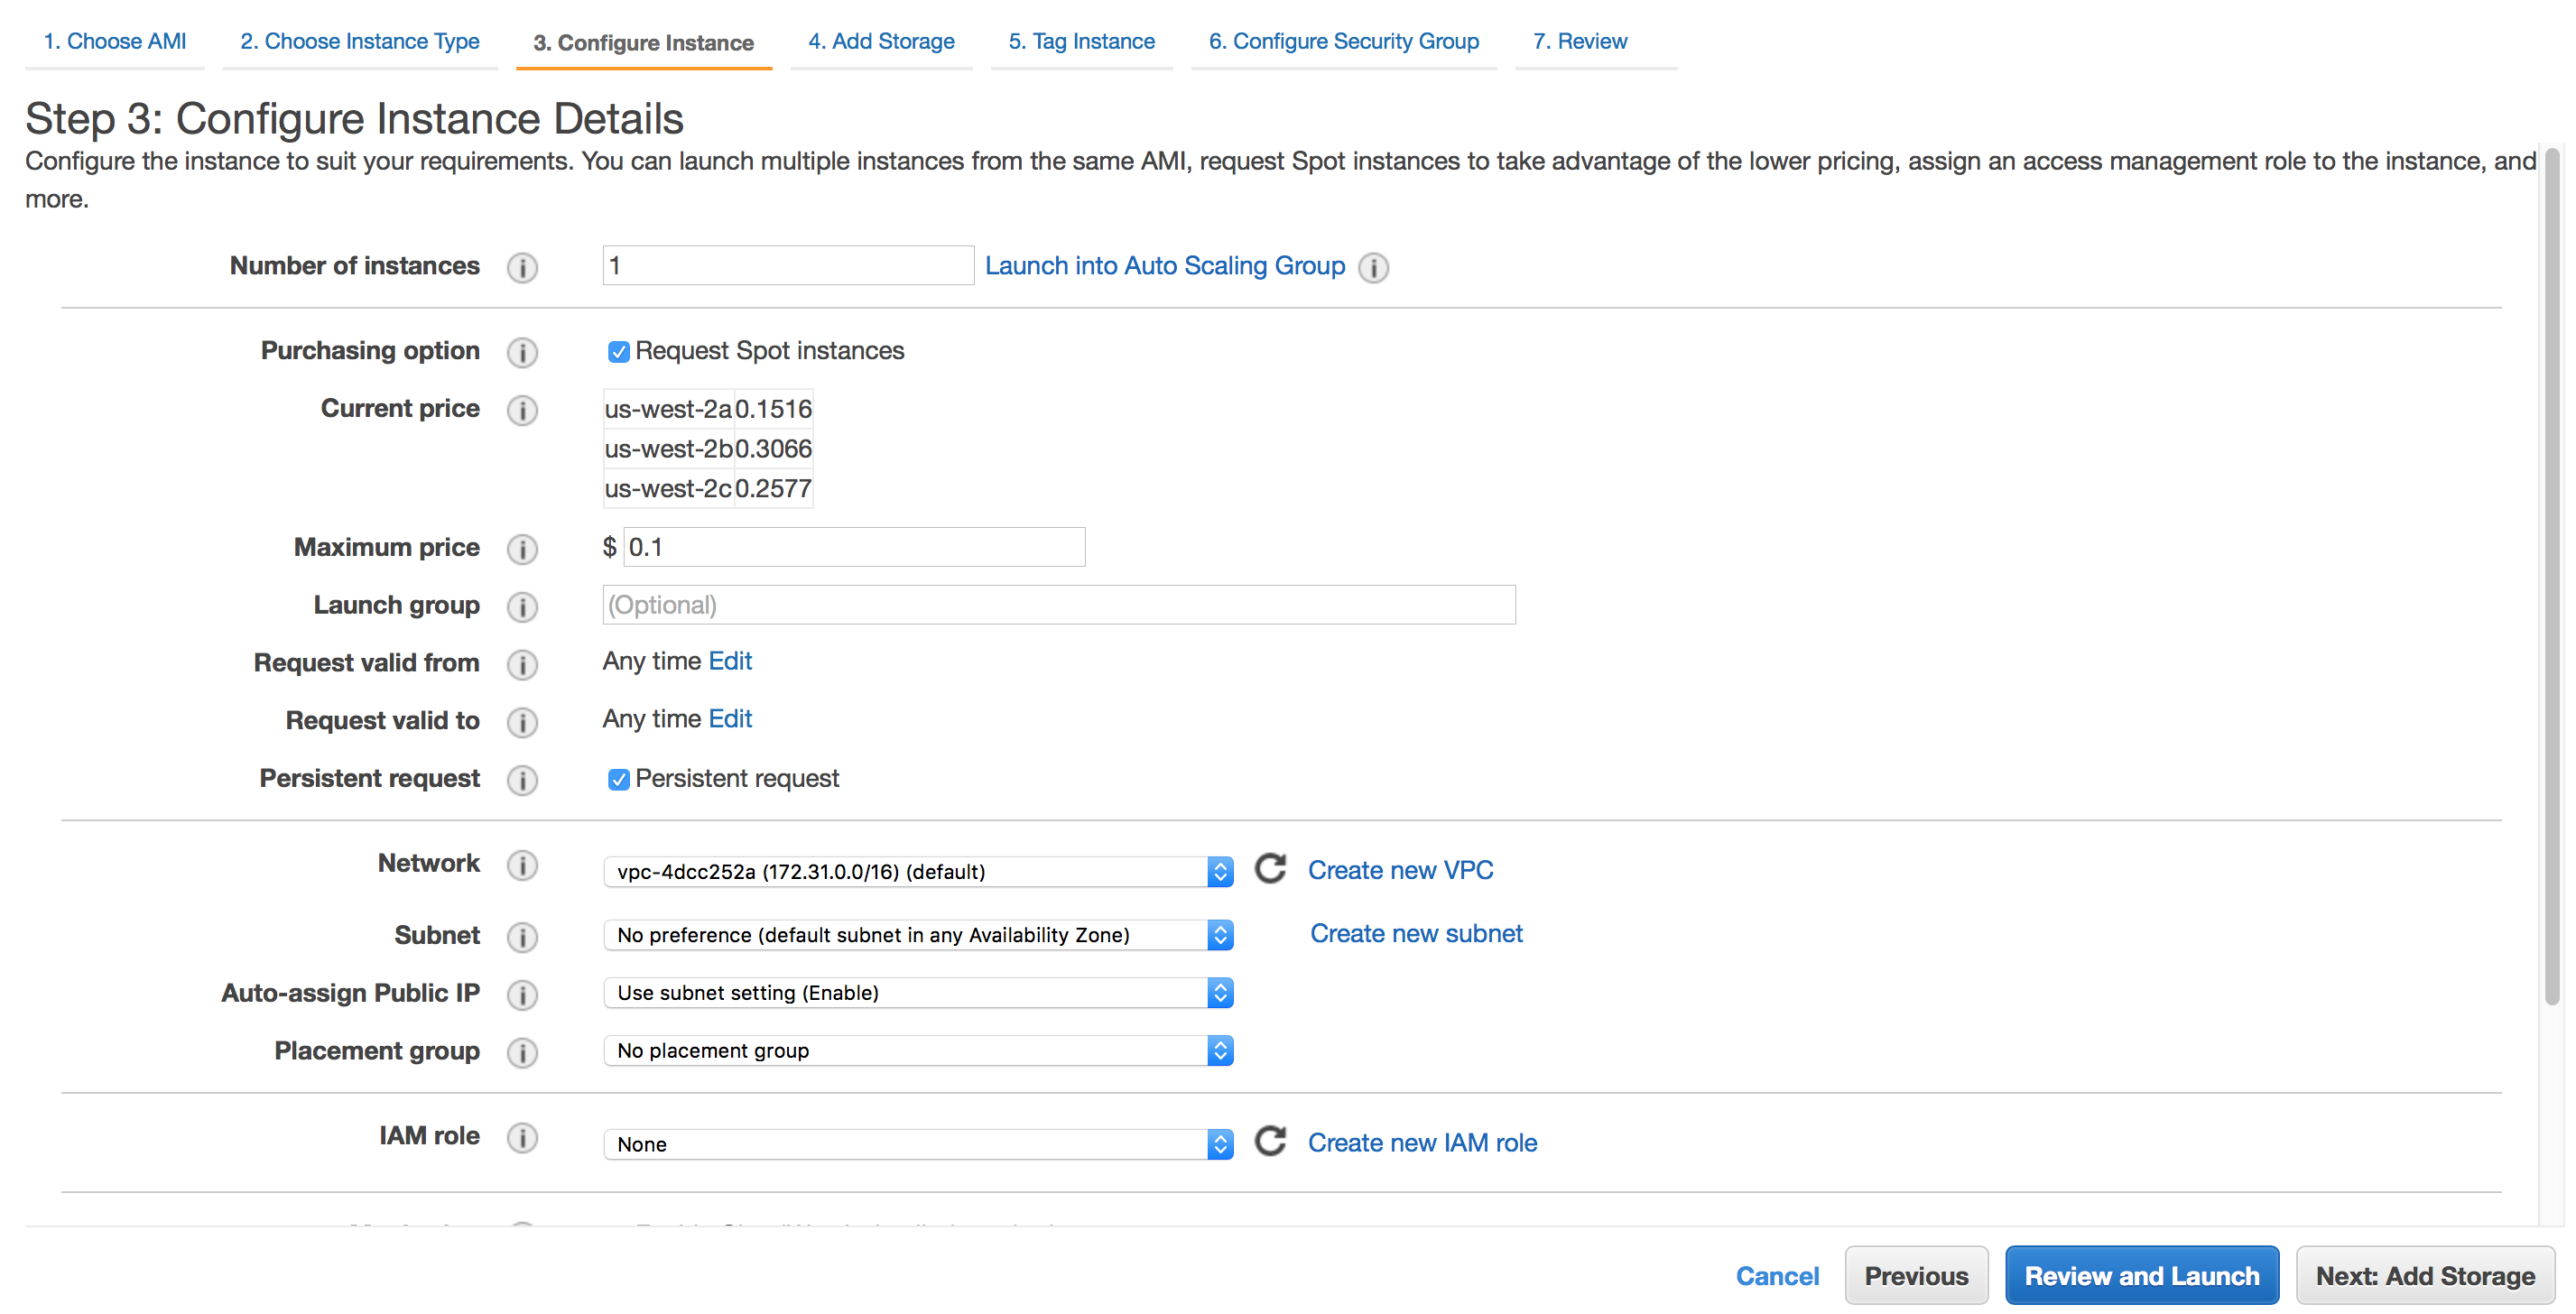 1. Choose AMI 2. Choose Instance Type 3. Configure Instance 4. Add Storage 5. Tag Instance 6. Configure Security Group 7. Review
Step 3: Configure Instance Details
Configure the instance to suit your requirements. You can launch multiple instances from the same AMI, request Spot instances to take advantage of the lower pricing, assign an access management role to the instance, and
more.
Number of instances 1 Launch into Auto Scaling Group
Purchasing option Request Spot instances
Current price us-west-2a 0.1516
us-west-2b 0.3066
us-west-2c 0.2577
Maximum price $ 0.1
Launch group (Optional)
Request valid from Any time Edit
Request valid to Any time Edit
Persistent request Persistent request
Network vpc-4dcc252a (172.31.0.0/16) (default) Create new VPC
Subnet No preference (default subnet in any Availability Zone) Create new subnet
Auto-assign Public IP Use subnet setting (Enable)
Placement group No placement group
IAM role None Create new IAM role
Cancel Previous Review and Launch Next: Add Storage